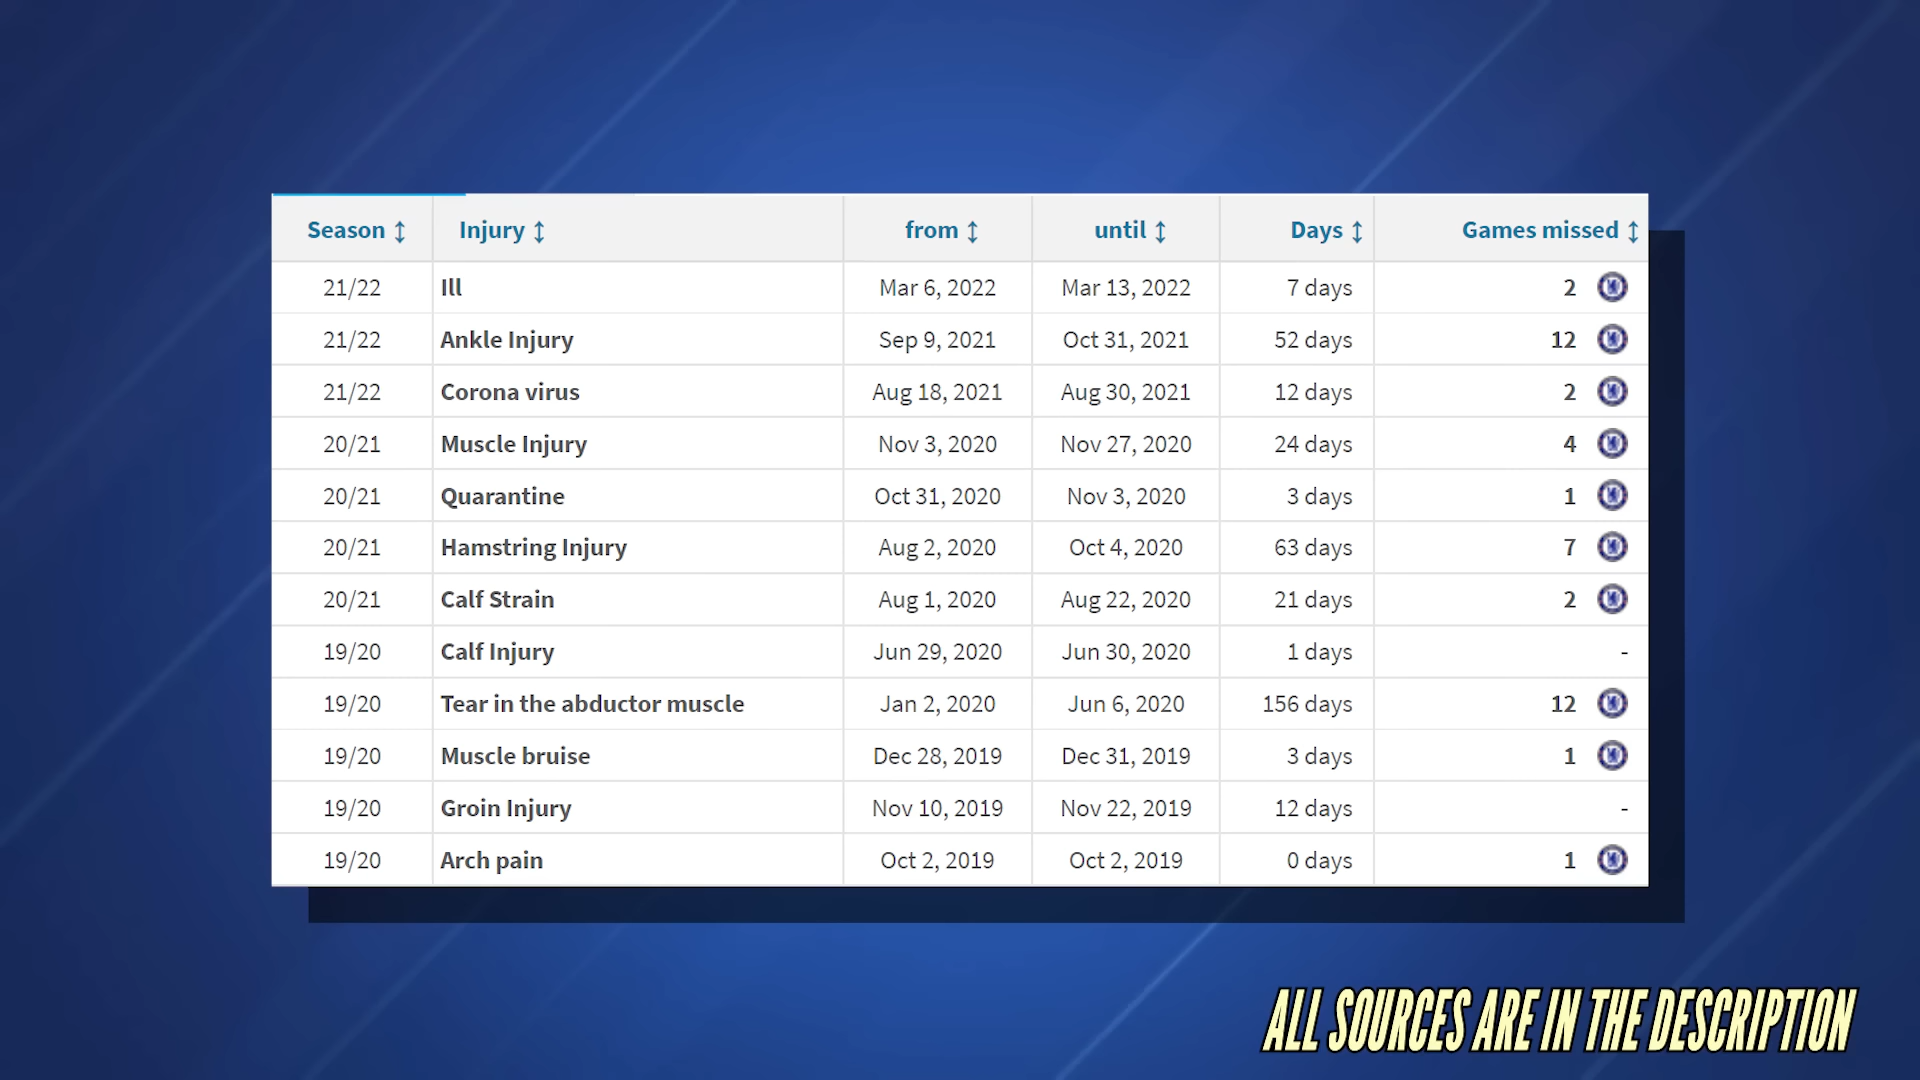 Season Injury from until Days Games missed
21/22 Ill Mar 6, 2022 Mar 13, 2022 7 days 2
21/22 Ankle Injury Sep 9, 2021 Oct 31, 2021 52 days 12
21/22 Corona virus Aug 18, 2021 Aug 30, 2021 12 days 2
20/21 Muscle Injury Nov 3, 2020 Nov 27, 2020 24 days 4
20/21 Quarantine Oct 31, 2020 Nov 3, 2020 3 days 1
20/21 Hamstring Injury Aug 2, 2020 Oct 4, 2020 63 days 7
20/21 Calf Strain Aug 1, 2020 Aug 22, 2020 21 days 2
19/20 Calf Injury Jun 29, 2020 Jun 30, 2020 1 days -
19/20 Tear in the abductor muscle Jan 2, 2020 Jun 6, 2020 156 days 12
19/20 Muscle bruise Dec 28, 2019 Dec 31, 2019 3 days 1
19/20 Groin Injury Nov 10, 2019 Nov 22, 2019 12 days -
19/20 Arch pain Oct 2, 2019 Oct 2, 2019 0 days 1
ALL SOURCES ARE IN THE DESCRIPTION